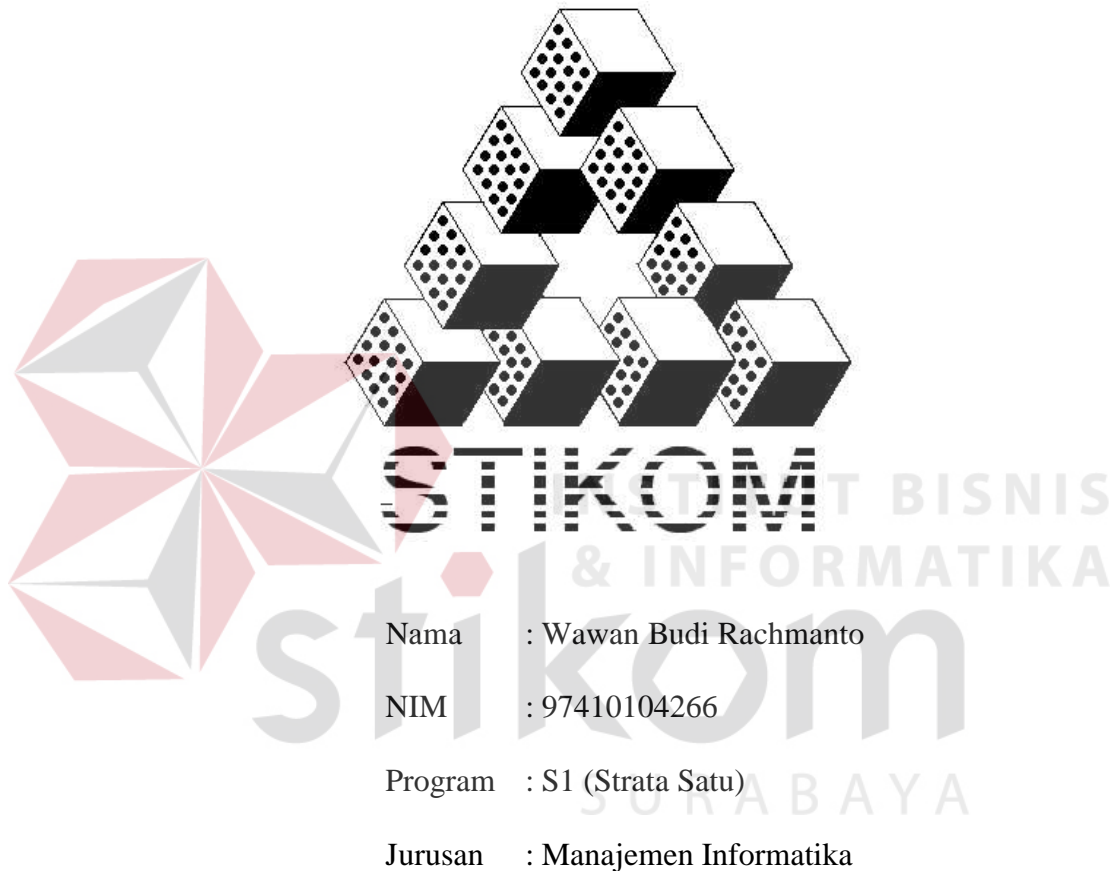 STIKOM
INSTITUT BISNIS
& INFORMATIKA
stikom
SURABAYA
Nama : Wawan Budi Rachmanto
NIM : 97410104266
Program : S1 (Strata Satu)
Jurusan : Manajemen Informatika